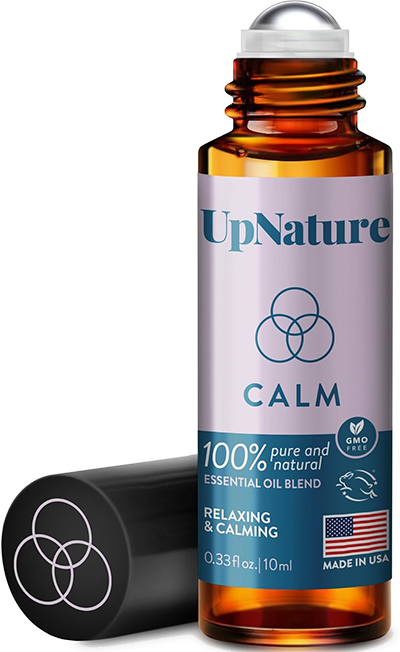 UpNature
CALM
100% pure and natural
GMO FREE
ESSENTIAL OIL BLEND
RELAXING
& CALMING
0.33 fl oz. | 10ml
MADE IN USA